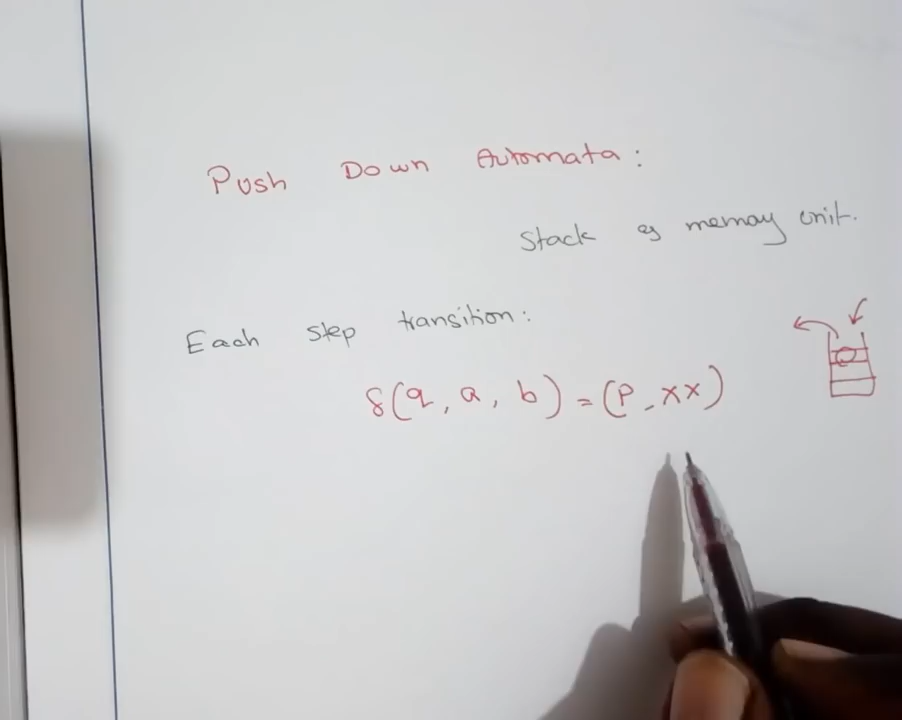 Push Down Automata:
Stack as memory unit.
Each step transition:
δ(q, a, b) = (P, xx)